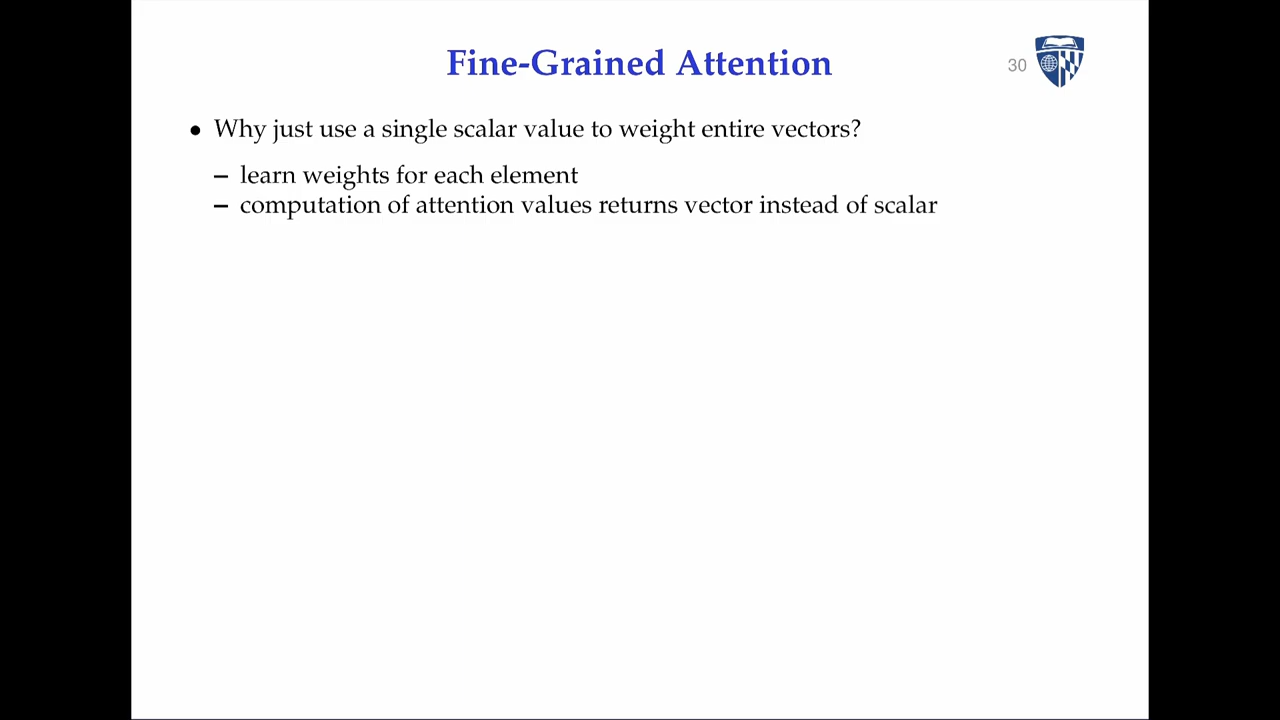 Fine-Grained Attention
30
• Why just use a single scalar value to weight entire vectors?
– learn weights for each element
– computation of attention values returns vector instead of scalar